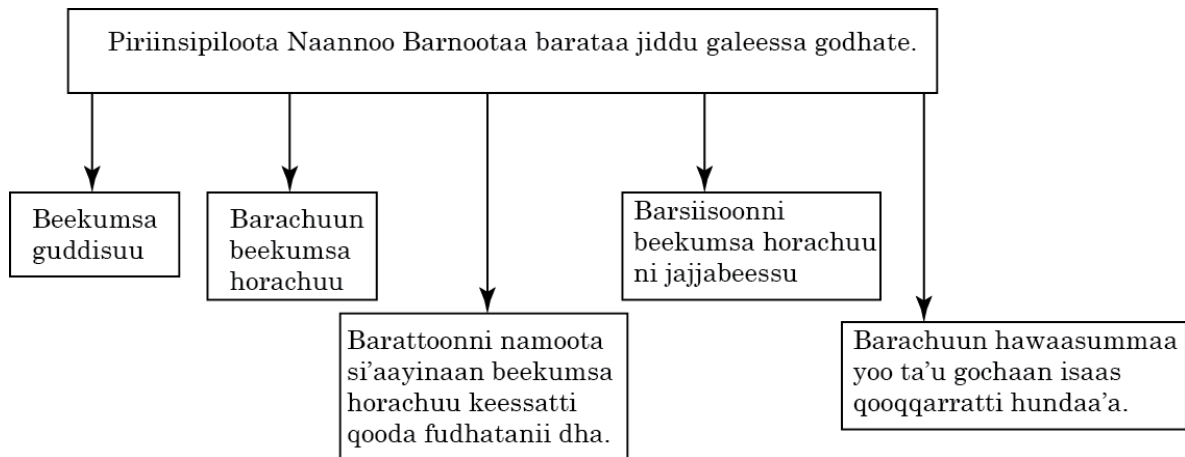 Piriinsipiloota Naannoo Barnootaa barataa jiddu galeessa godhate.
Beekumsa
guddisuu
Barachuun
beekumsa
horachuu
Barattoonni namoota
si’aayinaan beekumsa
horachuu keessatti
qooda fudhatanii dha.
Barsiisoonni
beekumsa horachuu
ni jajjabeessu
Barachuun hawaasummaa
yoo ta’u gochaan isaas
qooqqarratti hundaa’a.